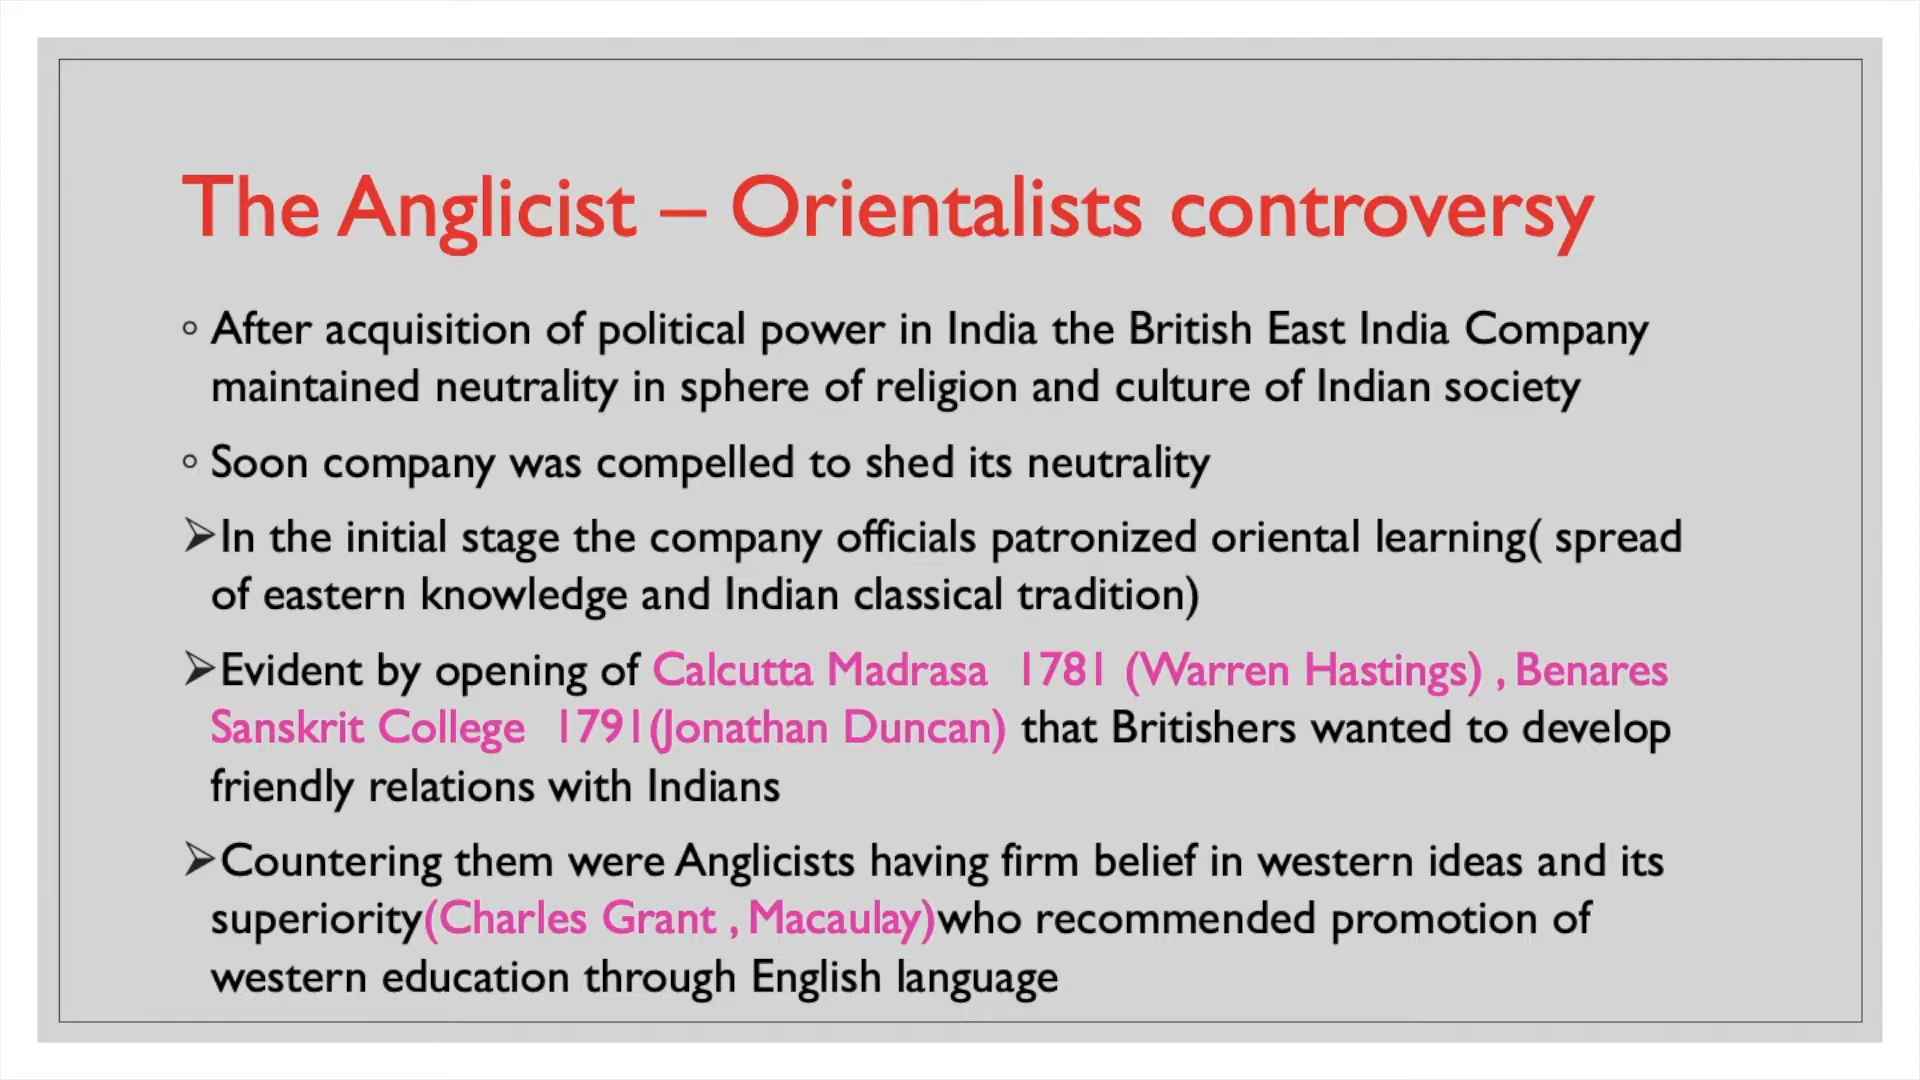 The Anglicist – Orientalists controversy
◦ After acquisition of political power in India the British East India Company
maintained neutrality in sphere of religion and culture of Indian society
◦ Soon company was compelled to shed its neutrality
➢In the initial stage the company officials patronized oriental learning( spread
of eastern knowledge and Indian classical tradition)
➢Evident by opening of Calcutta Madrasa 1781 (Warren Hastings) , Benares
Sanskrit College 1791(Jonathan Duncan) that Britishers wanted to develop
friendly relations with Indians
➢Countering them were Anglicists having firm belief in western ideas and its
superiority(Charles Grant , Macaulay)who recommended promotion of
western education through English language